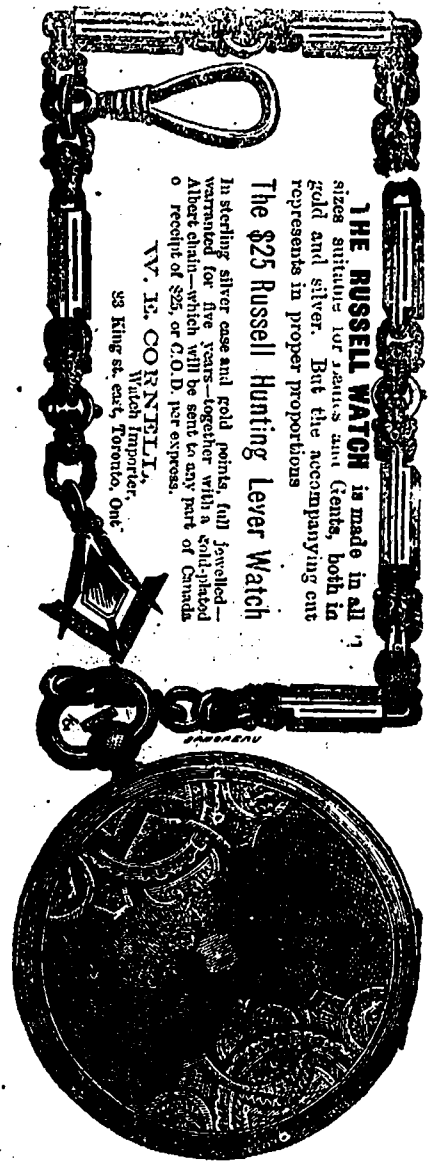 THE RUSSELL WATCH is made in all
sizes suitable for Ladies and Gents, both in
gold and silver. But the accompanying cut
represents in proper proportions
The $25 Russell Hunting Lever Watch
In sterling silver case and gold points, full jewelled—
warranted for five years—together with a gold-plated
Albert chain—which will be sent to any part of Canada
o receipt of $25, or C.O.D. per express.
W. E. CORNELL,
Watch Importer,
83 King st. east, Toronto, Ont